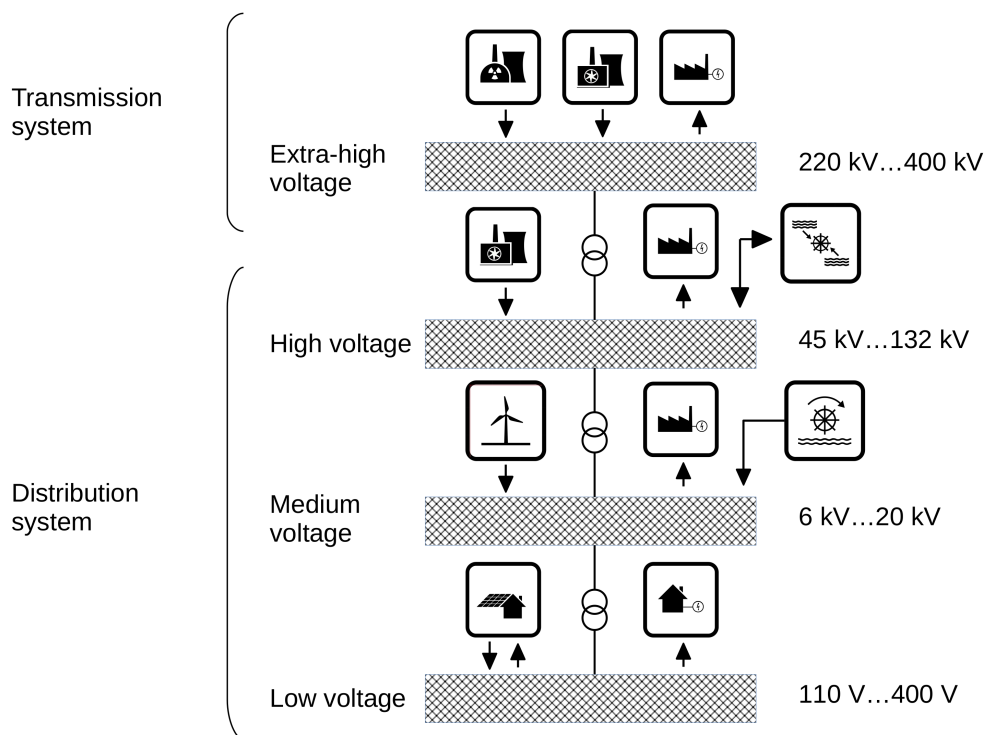 Transmission
system
Extra-high
voltage
220 kV…400 kV
High voltage
45 kV…132 kV
Distribution
system
Medium
voltage
6 kV…20 kV
Low voltage
110 V…400 V